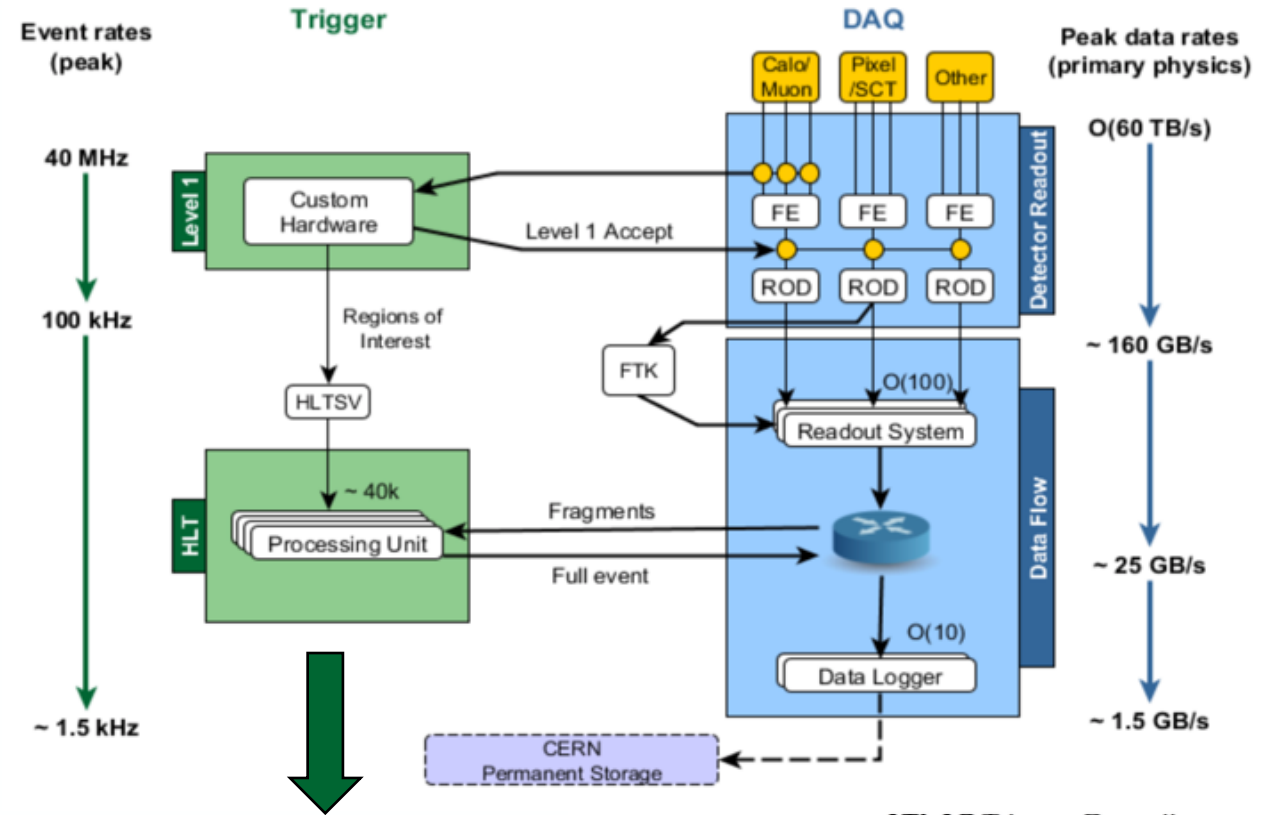 Trigger
DAQ
Event rates
(peak)
Peak data rates
(primary physics)
Calo/
Muon
Pixel
/SCT
Other
40 MHz
O(60 TB/s)
Level 1
Custom
Hardware
FE
FE
FE
Detector Readout
Level 1 Accept
ROD
ROD
ROD
100 kHz
Regions of
Interest
~ 160 GB/s
FTK
O(100)
HLTSV
Readout System
~ 40k
HLT
Processing Unit
Fragments
Full event
Data Flow
~ 25 GB/s
O(10)
Data Logger
~ 1.5 kHz
~ 1.5 GB/s
CERN
Permanent Storage